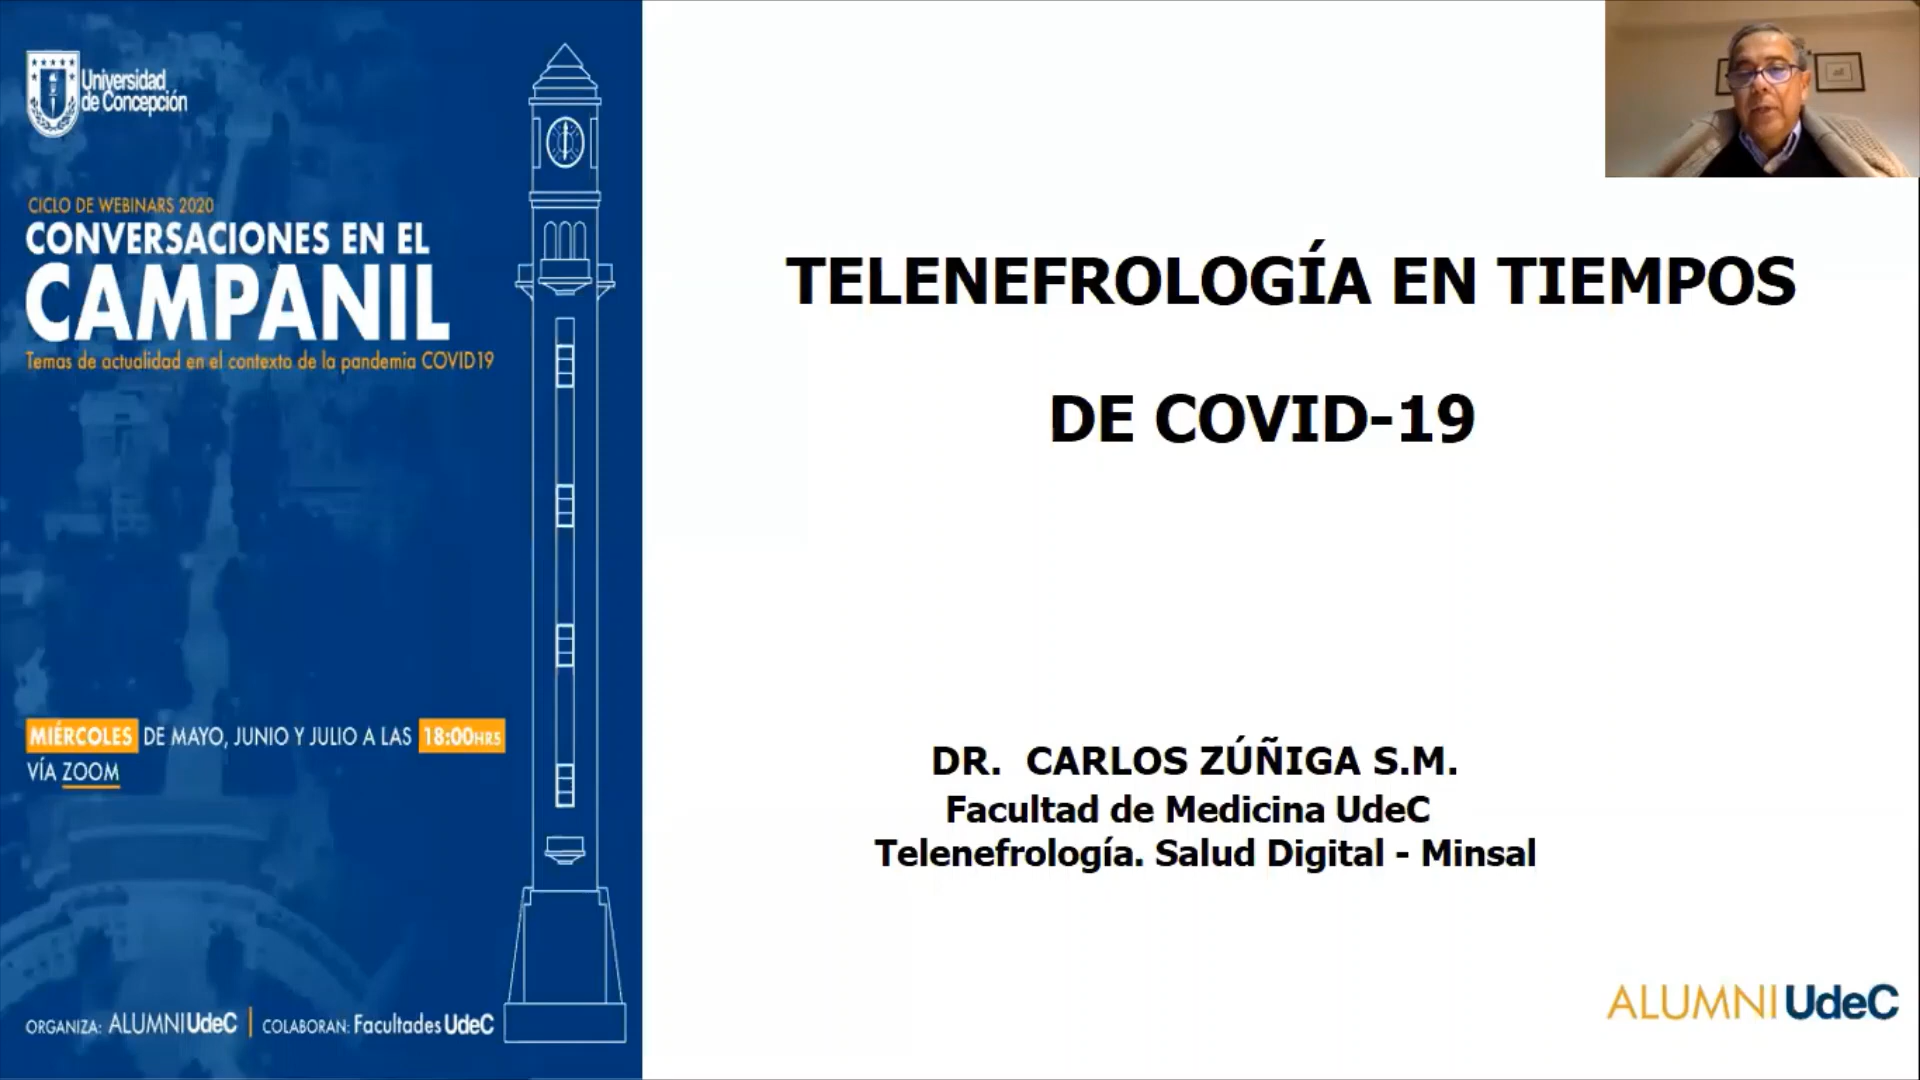 Universidad
de Concepción
CICLO DE WEBINARS 2020
CONVERSACIONES EN EL
CAMPANIL
Temas de actualidad en el contexto de la pandemia COVID19
MIÉRCOLES DE MAYO, JUNIO Y JULIO A LAS 18:00HRS
VÍA ZOOM
ORGANIZA: ALUMNIUdeC | COLABORAN: Facultades UdeC
TELENEFROLOGÍA EN TIEMPOS
DE COVID-19
DR. CARLOS ZÚÑIGA S.M.
Facultad de Medicina UdeC
Telenefrología. Salud Digital - Minsal
ALUMNI UdeC